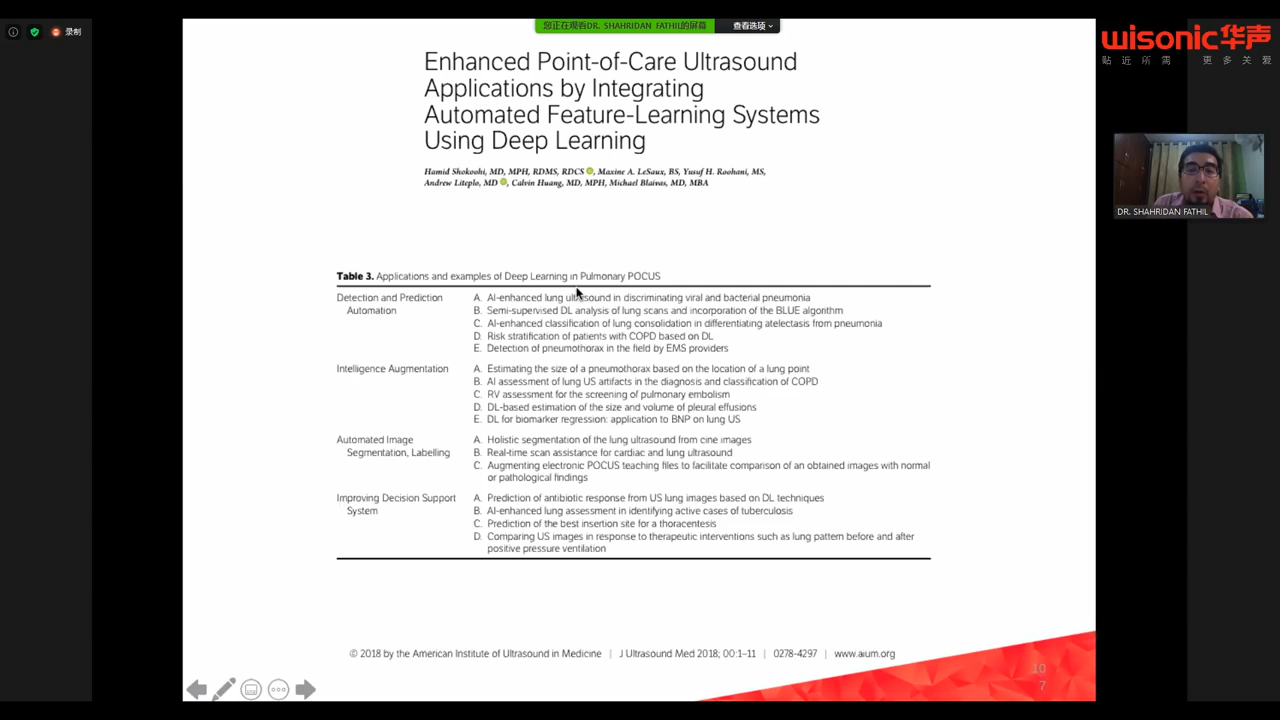 录制
您正在观看DR. SHAHRIDAN FATHIL的屏幕
查看选项
wisonic华声
贴近所需 更多关爱
Enhanced Point-of-Care Ultrasound
Applications by Integrating
Automated Feature-Learning Systems
Using Deep Learning
Hamid Shokoohi, MD, MPH, RDMS, RDCS, Maxine A. LeSaux, BS, Yusuf H. Roohani, MS,
Andrew Liteplo, MD, Calvin Huang, MD, MPH, Michael Blaivas, MD, MBA
DR. SHAHRIDAN FATHIL
Table 3. Applications and examples of Deep Learning in Pulmonary POCUS
Detection and Prediction
Automation
A. AI-enhanced lung ultrasound in discriminating viral and bacterial pneumonia
B. Semi-supervised DL analysis of lung scans and incorporation of the BLUE algorithm
C. AI-enhanced classification of lung consolidation in differentiating atelectasis from pneumonia
D. Risk stratification of patients with COPD based on DL
E. Detection of pneumothorax in the field by EMS providers
Intelligence Augmentation
A. Estimating the size of a pneumothorax based on the location of a lung point
B. AI assessment of lung US artifacts in the diagnosis and classification of COPD
C. RV assessment for the screening of pulmonary embolism
D. DL-based estimation of the size and volume of pleural effusions
E. DL for biomarker regression: application to BNP on lung US
Automated Image
Segmentation, Labelling
A. Holistic segmentation of the lung ultrasound from cine images
B. Real-time scan assistance for cardiac and lung ultrasound
C. Augmenting electronic POCUS teaching files to facilitate comparison of an obtained images with normal
or pathological findings
Improving Decision Support
System
A. Prediction of antibiotic response from US lung images based on DL techniques
B. AI-enhanced lung assessment in identifying active cases of tuberculosis
C. Prediction of the best insertion site for a thoracentesis
D. Comparing US images in response to therapeutic interventions such as lung pattern before and after
positive pressure ventilation
© 2018 by the American Institute of Ultrasound in Medicine | J Ultrasound Med 2018; 00:1–11 | 0278-4297 | www.aium.org
10
7